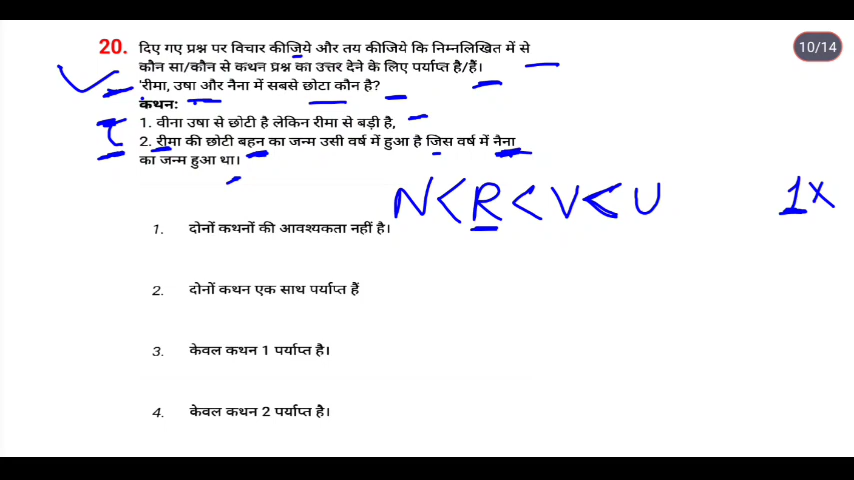 20. दिए गए प्रश्न पर विचार कीजिये और तय कीजिये कि निम्नलिखित में से
10/14
कौन सा/कौन से कथन प्रश्न का उत्तर देने के लिए पर्याप्त है/हैं।
'रीमा, उषा और नैना में सबसे छोटा कौन है?
कथन:
1. वीना उषा से छोटी है लेकिन रीमा से बड़ी है,
2. रीमा की छोटी बहन का जन्म उसी वर्ष में हुआ है जिस वर्ष में नैना
का जन्म हुआ था।
N < R < V < U
1 x
1. दोनों कथनों की आवश्यकता नहीं है।
2. दोनों कथन एक साथ पर्याप्त हैं
3. केवल कथन 1 पर्याप्त है।
4. केवल कथन 2 पर्याप्त है।